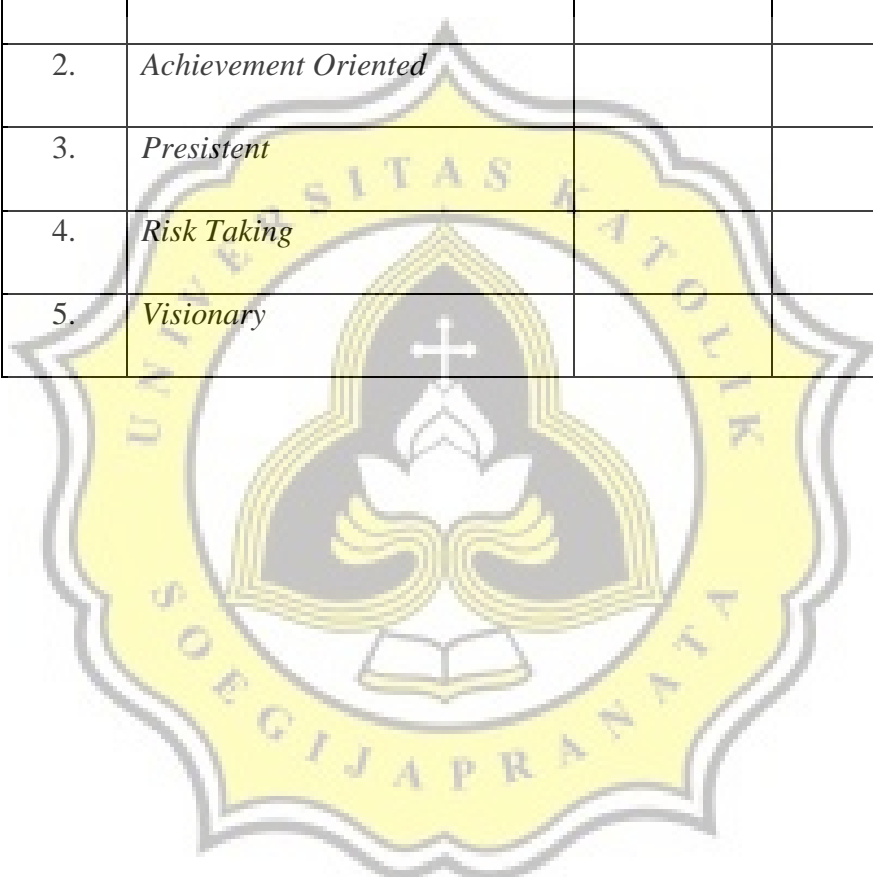 2. Achievement Oriented
3. Presistent
4. Risk Taking
5. Visionary
UNIVERSITAS KATOLIK
SOEGIJAPRANATA